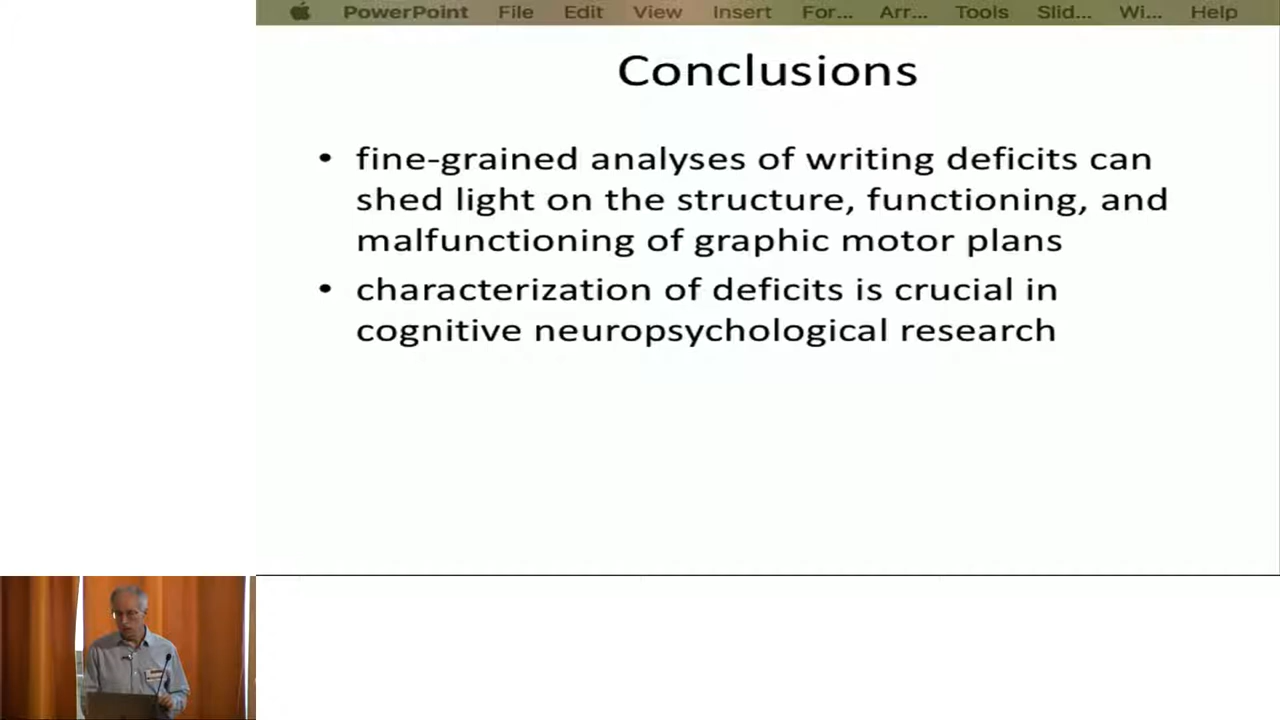 PowerPoint File Edit View Insert For... Arr... Tools Slid... Wi... Help
Conclusions
• fine-grained analyses of writing deficits can
shed light on the structure, functioning, and
malfunctioning of graphic motor plans
• characterization of deficits is crucial in
cognitive neuropsychological research